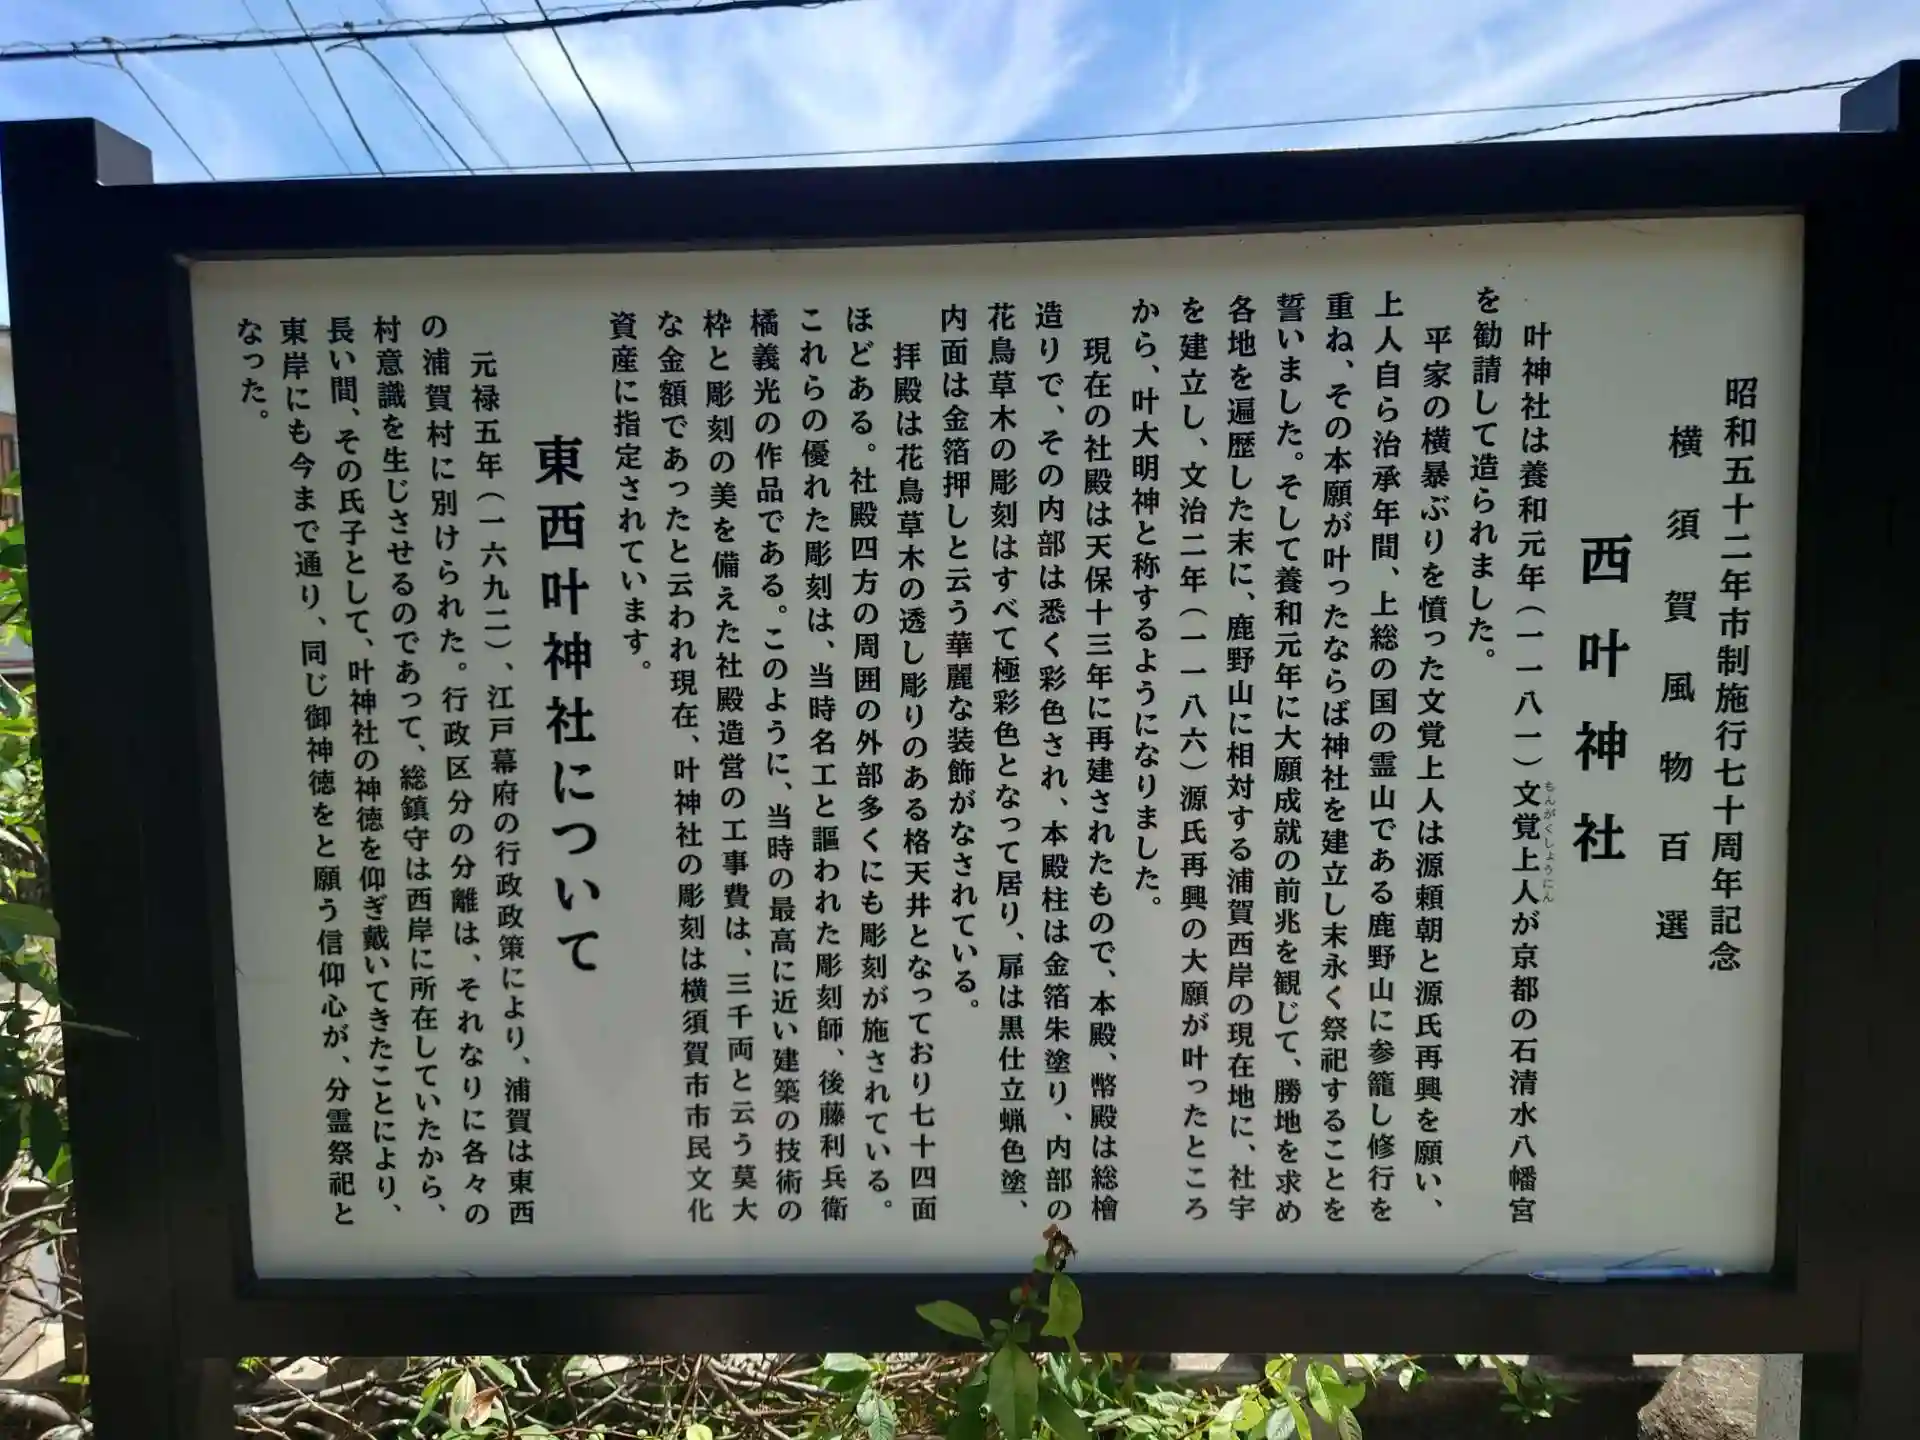 昭和五十二年市制施行七十周年記念
横須賀風物百選
西叶神社
叶神社は養和元年（一一八一）文覚上人が京都の石清水八幡宮
もんがくしょうにん
を勧請して造られました。
平家の横暴ぶりを憤った文覚上人は源頼朝と源氏再興を願い、
上人自ら治承年間、上総の国の霊山である鹿野山に参籠し修行を
重ね、その本願が叶ったならば神社を建立し末永く祭祀することを
誓いました。そして養和元年に大願成就の前兆を観じて、勝地を求め
各地を遍歴した末に、鹿野山に相対する浦賀西岸の現在地に、社宇
を建立し、文治二年（一一八六）源氏再興の大願が叶ったところ
から、叶大明神と称するようになりました。
現在の社殿は天保十三年に再建されたもので、本殿、幣殿は総檜
造りで、その内部は悉く彩色され、本殿柱は金箔朱塗り、内部の
花鳥草木の彫刻はすべて極彩色となって居り、扉は黒仕立蝋色塗、
内面は金箔押しと云う華麗な装飾がなされている。
拝殿は花鳥草木の透し彫りのある格天井となっており七十四面
ほどある。社殿四方の周囲の外部多くにも彫刻が施されている。
これらの優れた彫刻は、当時名工と謳われた彫刻師、後藤利兵衛
橘義光の作品である。このように、当時の最高に近い建築の技術の
枠と彫刻の美を備えた社殿造営の工事費は、三千両と云う莫大
な金額であったと云われ現在、叶神社の彫刻は横須賀市市民文化
資産に指定されています。
東西叶神社について
元禄五年（一六九二）、江戸幕府の行政政策により、浦賀は東西
の浦賀村に別けられた。行政区分の分離は、それなりに各々の
村意識を生じさせるのであって、総鎮守は西岸に所在していたから、
長い間、その氏子として、叶神社の神徳を仰ぎ戴いてきたことにより、
東岸にも今まで通り、同じ御神徳をと願う信仰心が、分霊祭祀と
なった。